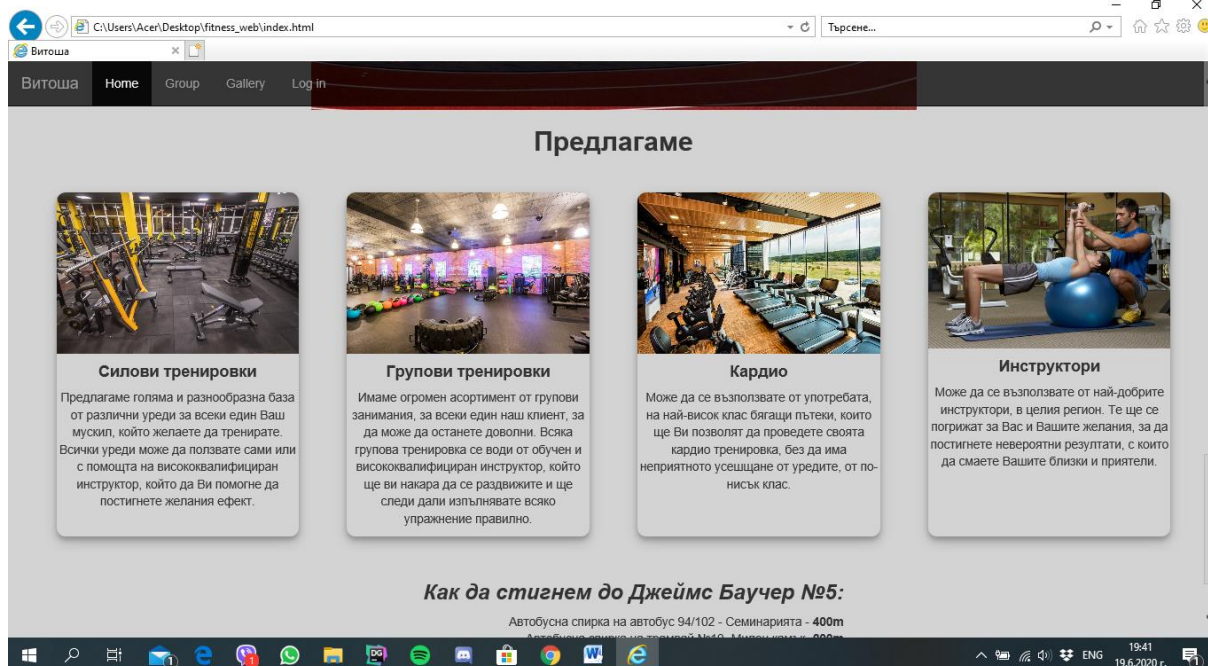 C:\Users\Acer\Desktop\fitness_web\index.html
Търсене...
Витоша
Витоша Home Group Gallery Log in
Предлагаме
Силови тренировки
Предлагаме голяма и разнообразна база
от различни уреди за всеки един Ваш
мускил, който желаете да тренирате.
Всички уреди може да ползвате сами или
с помощта на висококвалифициран
инструктор, който да Ви помогне да
постигнете желания ефект.
Групови тренировки
Имаме огромен асортимент от групови
занимания, за всеки един наш клиент, за
да може да останете доволни. Всяка
групова тренировка се води от обучен и
висококвалифициран инструктор, който
ще ви накара да се раздвижите и ще
следи дали изпълнявате всяко
упражнение правилно.
Кардио
Може да се възползвате от употребата,
на най-висок клас бягащи пътеки, които
ще Ви позволят да проведете своята
кардио тренировка, без да има
неприятното усещане от уредите, от по-
нисък клас.
Инструктори
Може да се възползвате от най-добрите
инструктори, в целия регион. Те ще се
погрижат за Вас и Вашите желания, за да
постигнете невероятни резултати, с които
да смаете Вашите близки и приятели.
Как да стигнем до Джеймс Баучер №5:
Автобусна спирка на автобус 94/102 - Семинарията - 400m
ENG
19:41
19.6.2020 г.